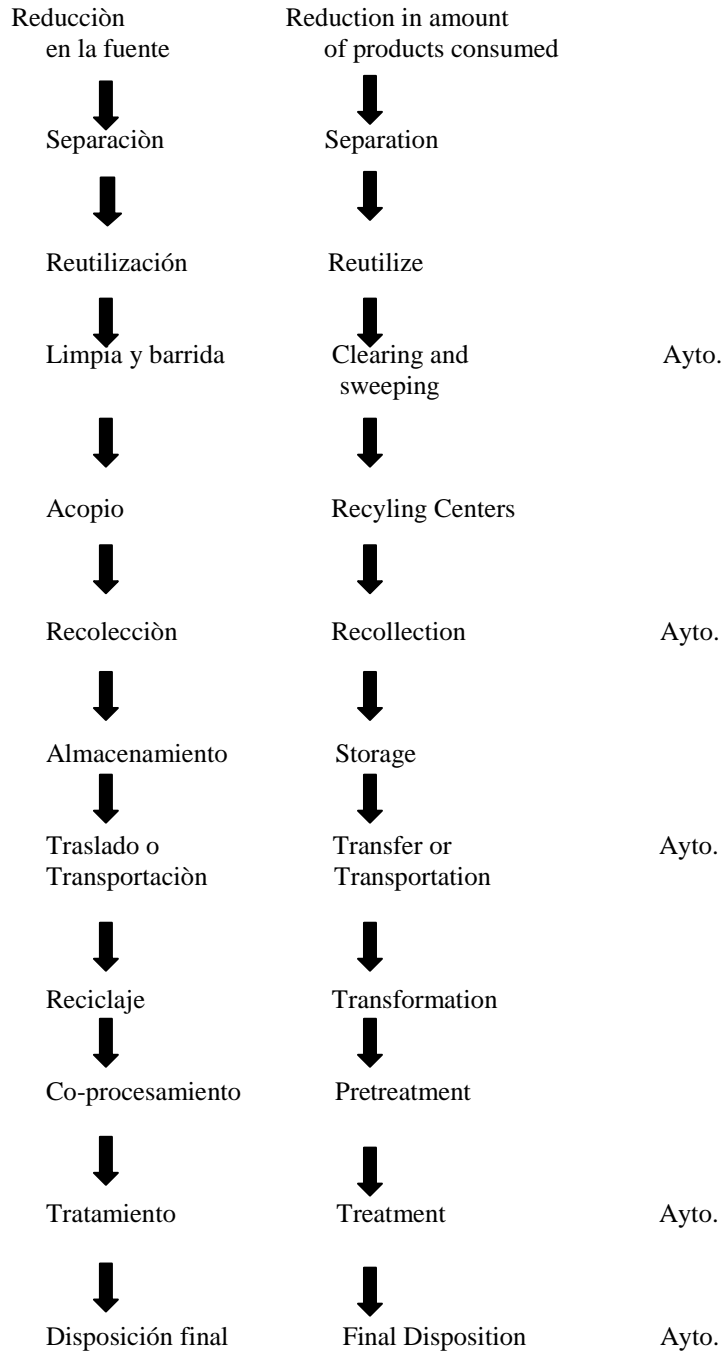 Reducciòn Reduction in amount
en la fuente of products consumed
Separaciòn Separation
Reutilización Reutilize
Limpia y barrida Clearing and Ayto.
sweeping
Acopio Recyling Centers
Recolecciòn Recollection Ayto.
Almacenamiento Storage
Traslado o Transfer or Ayto.
Transportaciòn Transportation
Reciclaje Transformation
Co-procesamiento Pretreatment
Tratamiento Treatment Ayto.
Disposición final Final Disposition Ayto.